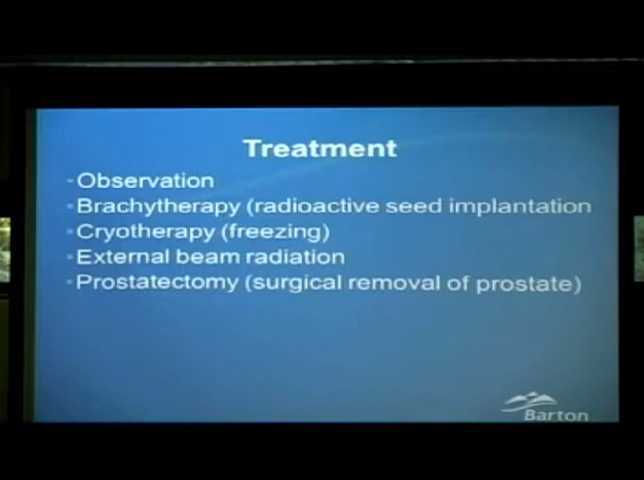 Treatment
Observation
Brachytherapy (radioactive seed implantation
Cryotherapy (freezing)
External beam radiation
Prostatectomy (surgical removal of prostate)
Barton